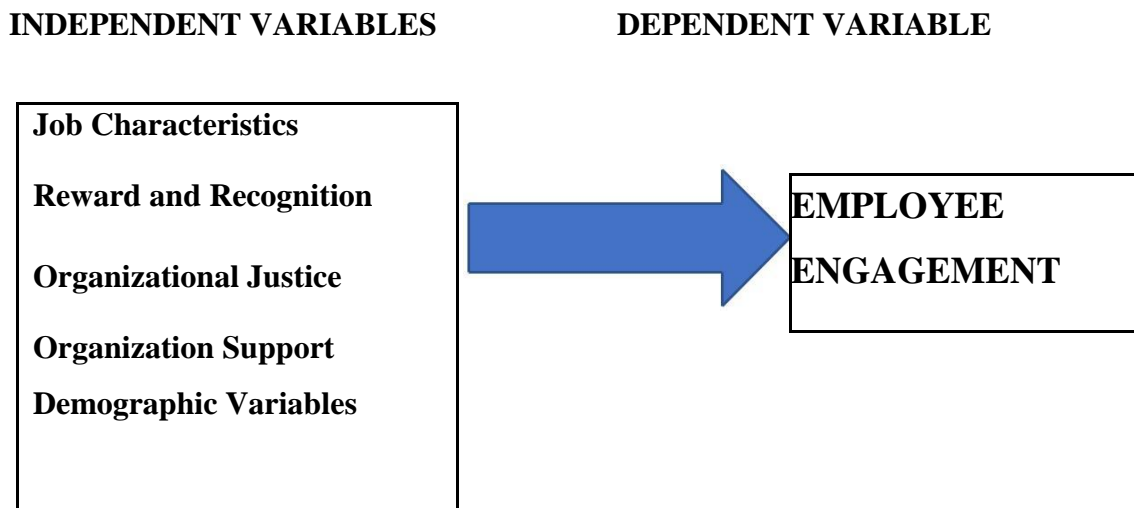 INDEPENDENT VARIABLES
DEPENDENT VARIABLE
Job Characteristics
Reward and Recognition
Organizational Justice
Organization Support
Demographic Variables
EMPLOYEE
ENGAGEMENT